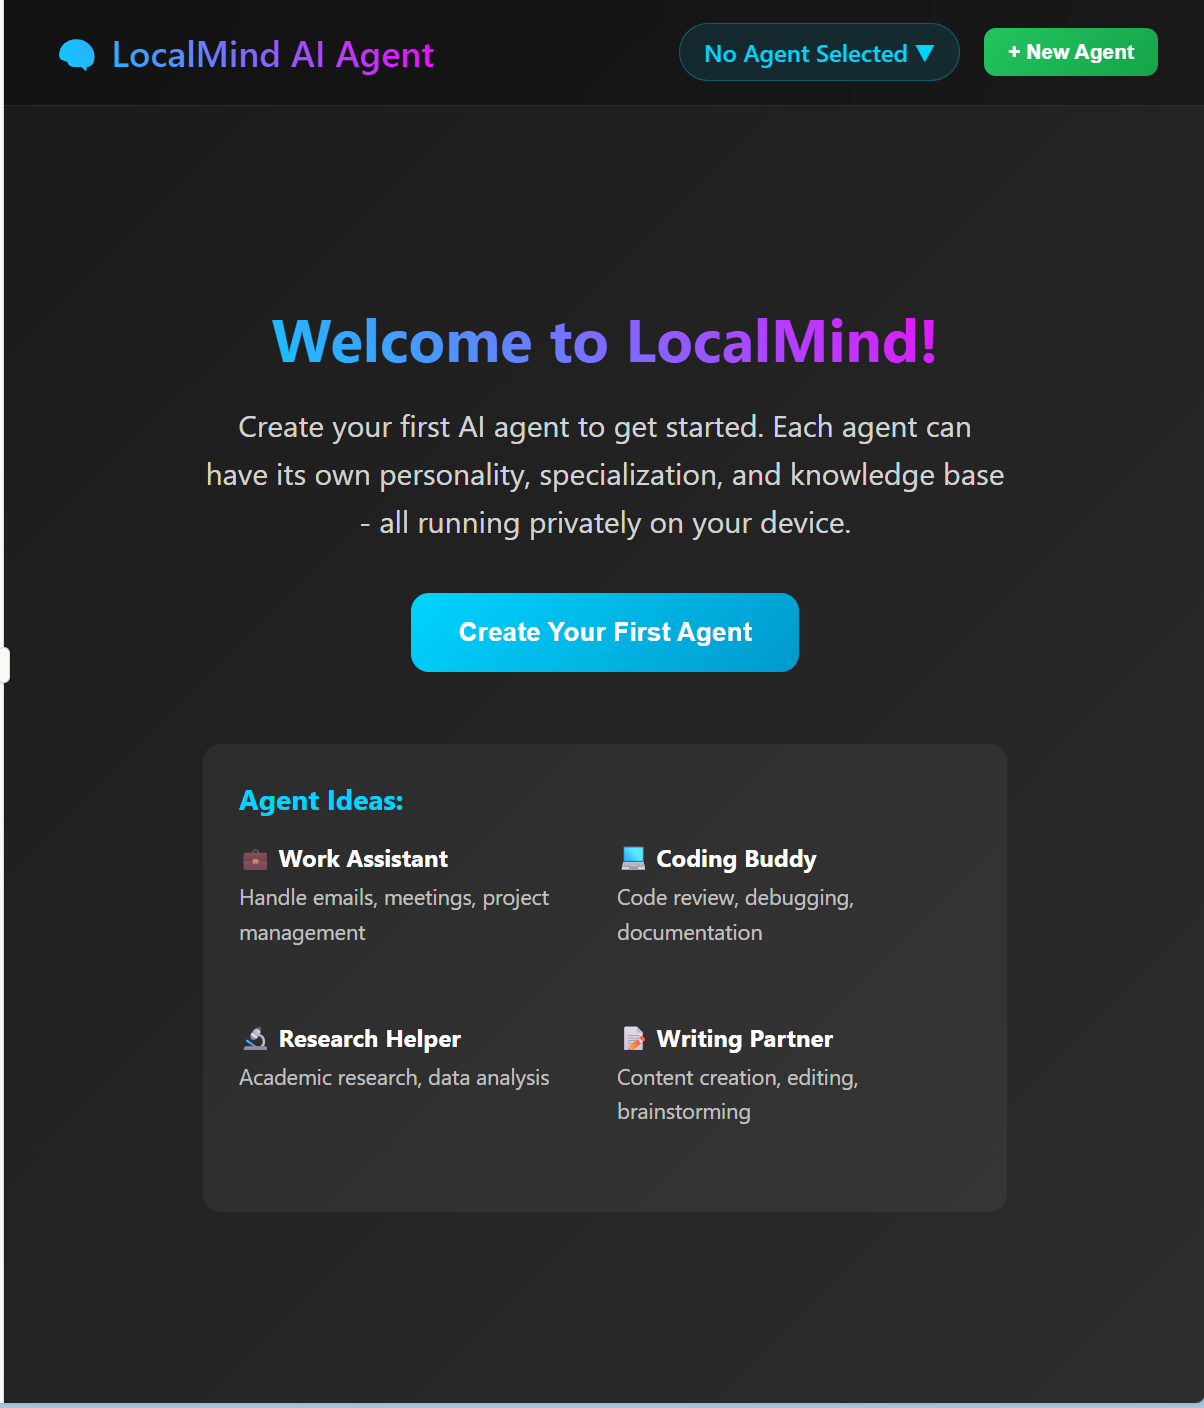 LocalMind AI Agent
No Agent Selected ▼
+ New Agent
Welcome to LocalMind!
Create your first AI agent to get started. Each agent can
have its own personality, specialization, and knowledge base
- all running privately on your device.
Create Your First Agent
Agent Ideas:
💼 Work Assistant
Handle emails, meetings, project
management
💻 Coding Buddy
Code review, debugging,
documentation
🔬 Research Helper
Academic research, data analysis
📝 Writing Partner
Content creation, editing,
brainstorming